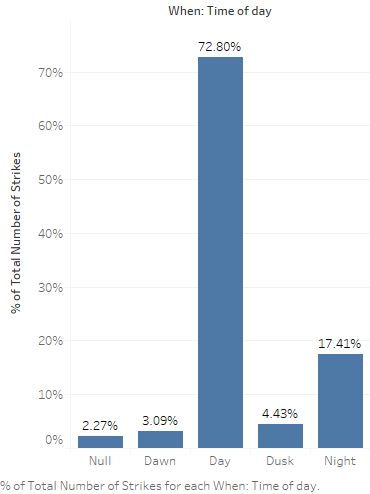 When: Time of day
% of Total Number of Strikes
70%
60%
50%
40%
30%
20%
10%
0%
2.27%
3.09%
72.80%
4.43%
17.41%
Null
Dawn
Day
Dusk
Night
% of Total Number of Strikes for each When: Time of day.